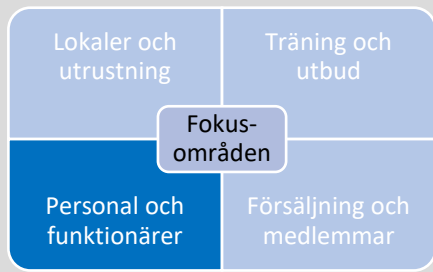 Lokaler och
utrustning
Träning och
utbud
Fokus-
områden
Personal och
funktionärer
Försäljning och
medlemmar